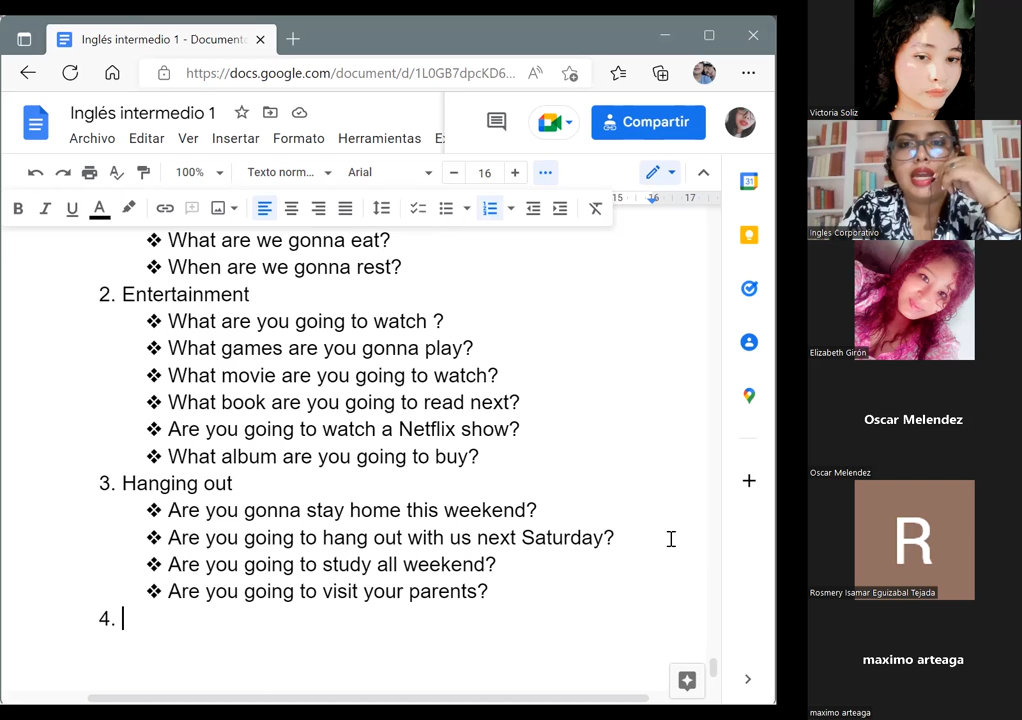 Inglés intermedio 1 - Documento
https://docs.google.com/document/d/1L0GB7dpcKD6...
Inglés intermedio 1
Archivo Editar Ver Insertar Formato Herramientas E
Compartir
100% Texto norm... Arial 16
15 16 17
❖ What are we gonna eat?
❖ When are we gonna rest?
2. Entertainment
❖ What are you going to watch ?
❖ What games are you gonna play?
❖ What movie are you going to watch?
❖ What book are you going to read next?
❖ Are you going to watch a Netflix show?
❖ What album are you going to buy?
3. Hanging out
❖ Are you gonna stay home this weekend?
❖ Are you going to hang out with us next Saturday?
❖ Are you going to study all weekend?
❖ Are you going to visit your parents?
4.
Victoria Soliz
Ingles Corporativo
Elizabeth Girón
Oscar Melendez
Oscar Melendez
R
Rosmery Isamar Eguizabal Tejada
maximo arteaga
maximo arteaga